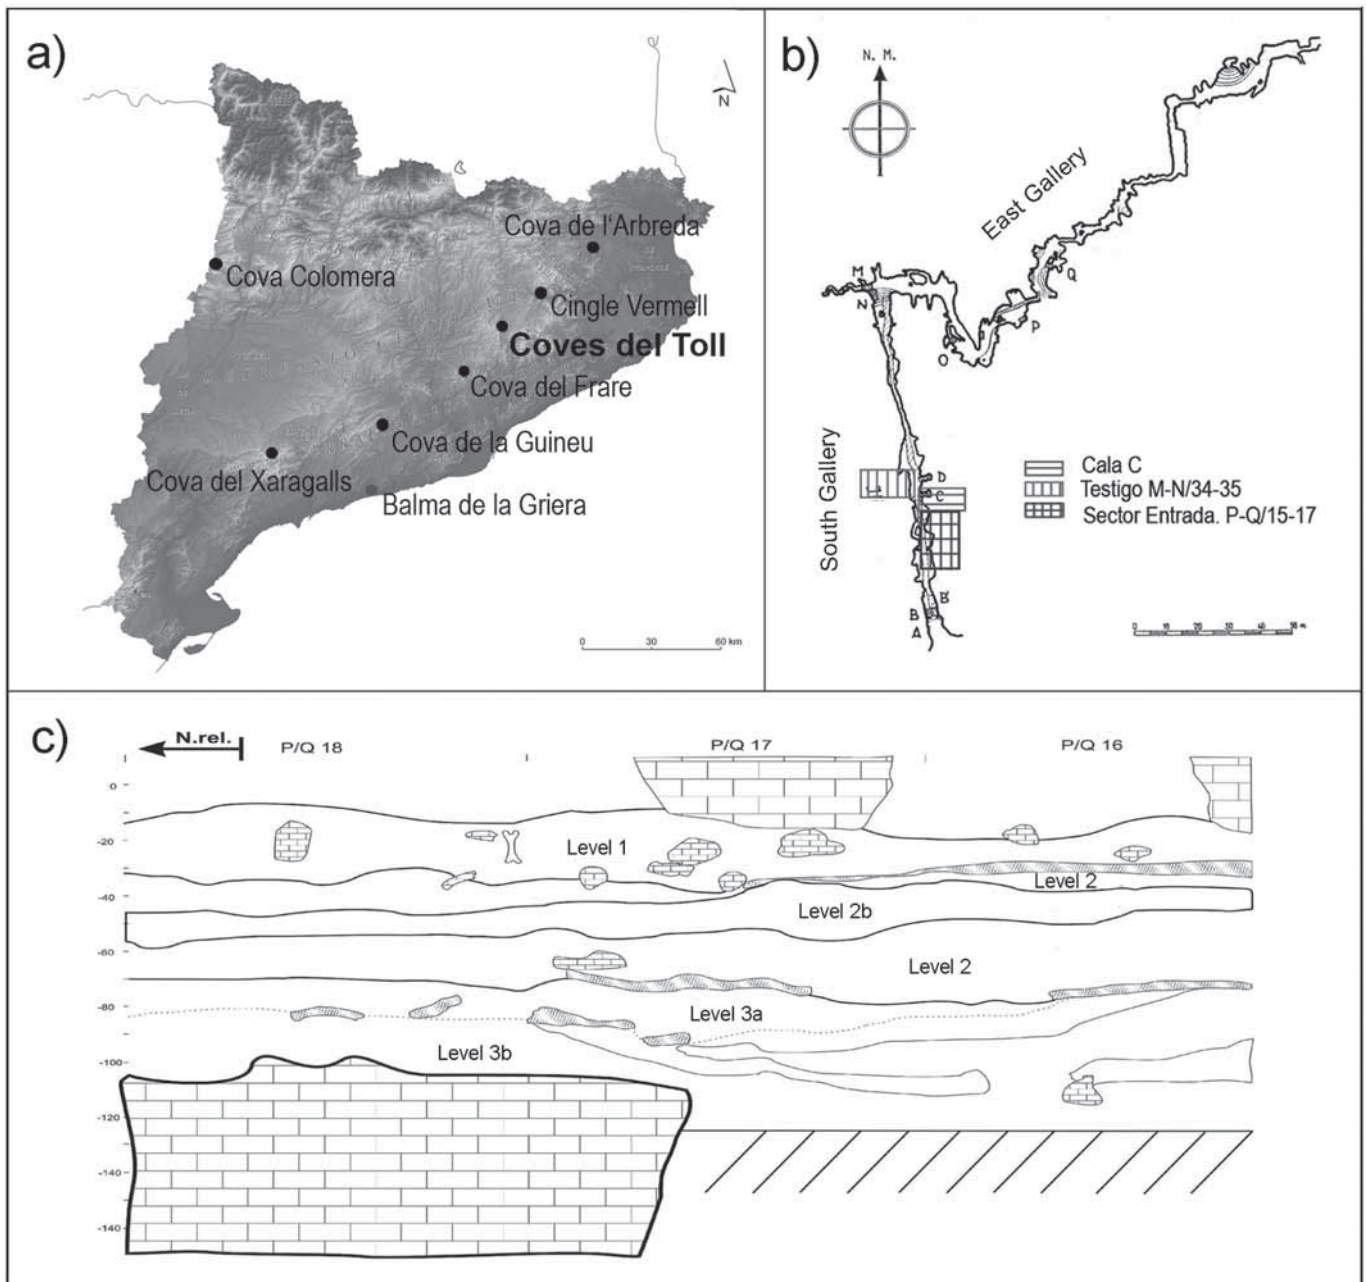 a)
N
Cova de l'Arbreda
Cova Colomera
Cingle Vermell
Coves del Toll
Cova del Frare
Cova de la Guineu
Cova del Xaragalls
Balma de la Griera
0 30 60 km
b)
N. M.
East Gallery
M
N
Q
P
O
South Gallery
D
C
Cala C
Testigo M-N/34-35
Sector Entrada. P-Q/15-17
B'
B
A
c)
N.rel.
P/Q 18
P/Q 17
P/Q 16
0
-20
Level 1
Level 2
-40
Level 2b
-60
Level 2
-80
Level 3a
Level 3b
-100
-120
-140